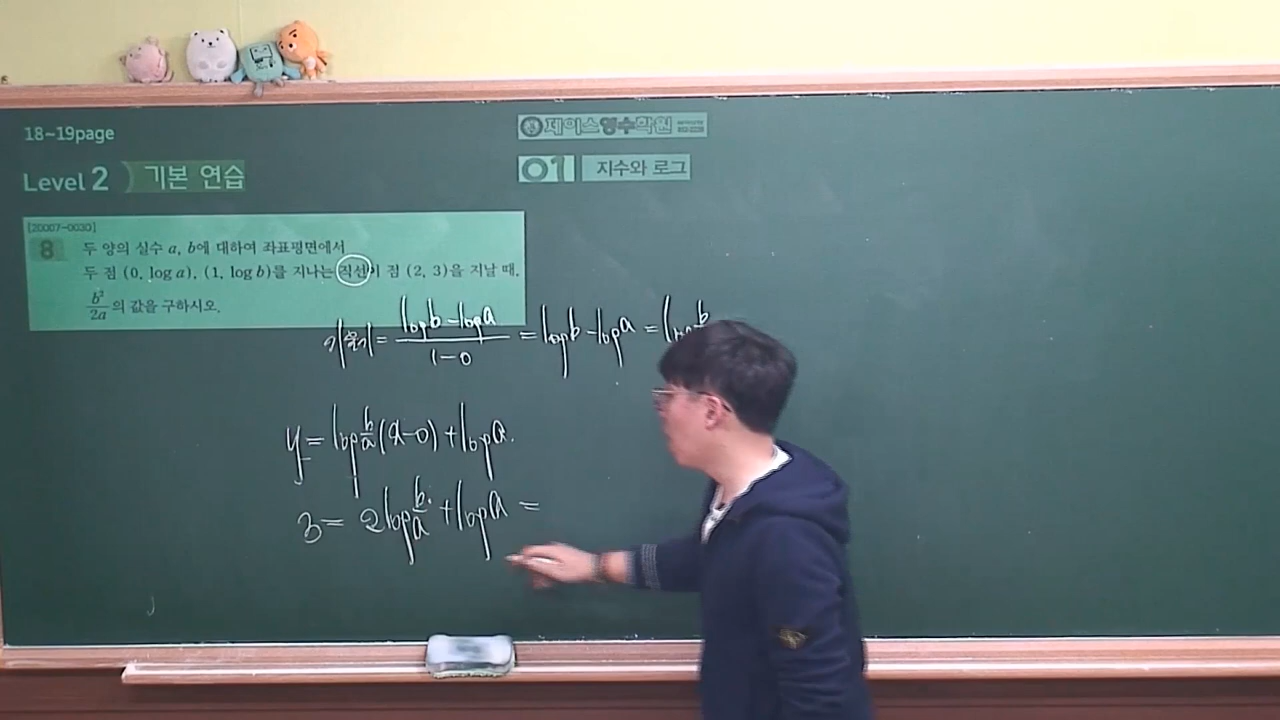 18~19page
제이스영수학원
Level 2 기본 연습
01 지수와 로그
[20007-0030]
8 두 양의 실수 a, b에 대하여 좌표평면에서
두 점 (0, log a), (1, log b)를 지나는 직선이 점 (2, 3)을 지날 때,
b²/2a 의 값을 구하시오.
기울기 = (log b - log a)/(1-0) = log b - log a = log b
y = log b/a (x-0) + log a.
3 = 2log b/a + log a =